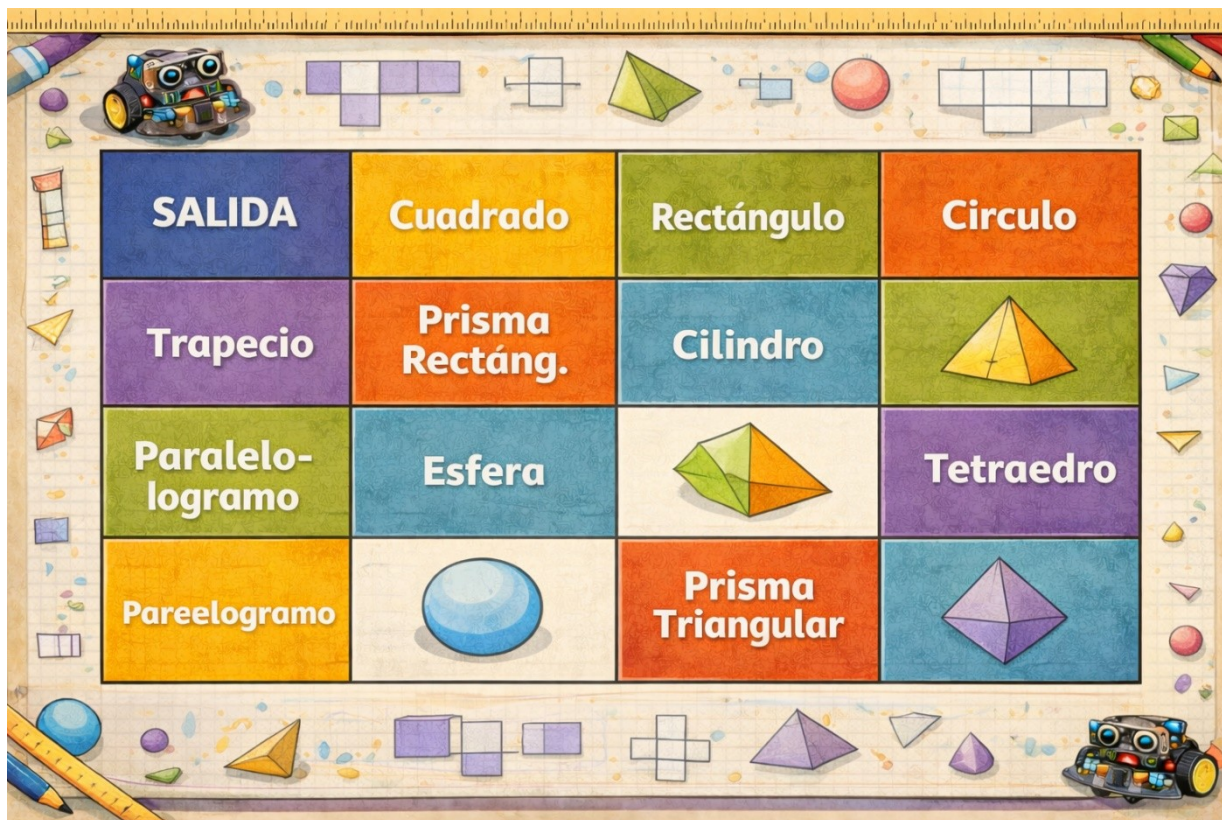 SALIDA
Cuadrado
Rectángulo
Circulo
Trapecio
Prisma
Rectáng.
Cilindro
Paralelo-
logramo
Esfera
Tetraedro
Pareelogramo
Prisma
Triangular